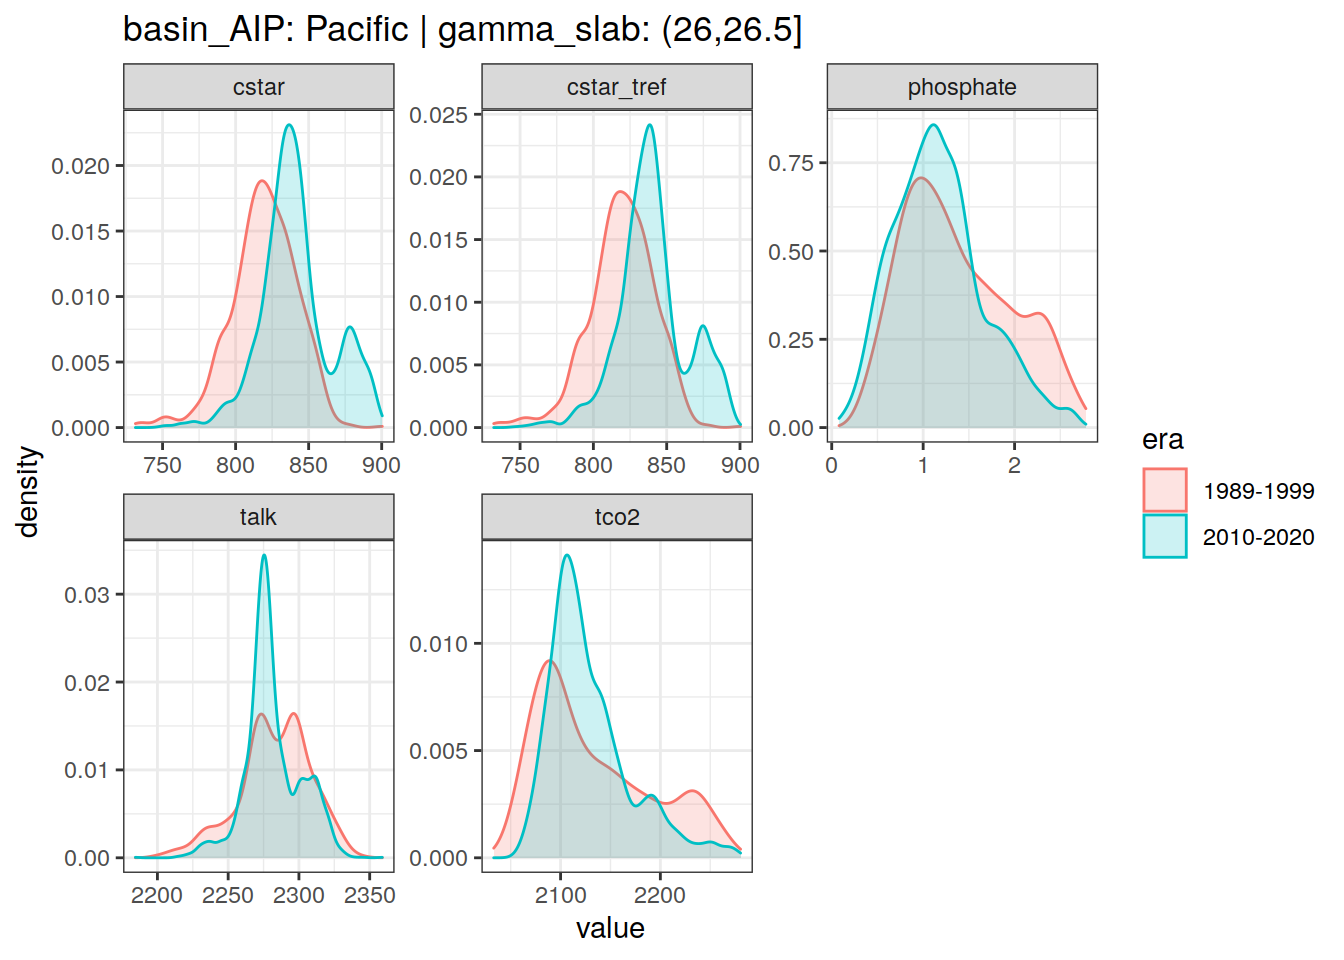 basin_AIP: Pacific | gamma_slab: (26,26.5]
cstar
cstar_tref
phosphate
0.020
0.015
0.010
0.005
0.000
750 800 850 900
0.025
0.020
0.015
0.010
0.005
0.000
750 800 850 900
0.75
0.50
0.25
0.00
0 1 2
talk
tco2
0.03
0.02
0.01
0.00
2200 2250 2300 2350
0.010
0.005
0.000
2100 2200
density
value
era
1989-1999
2010-2020